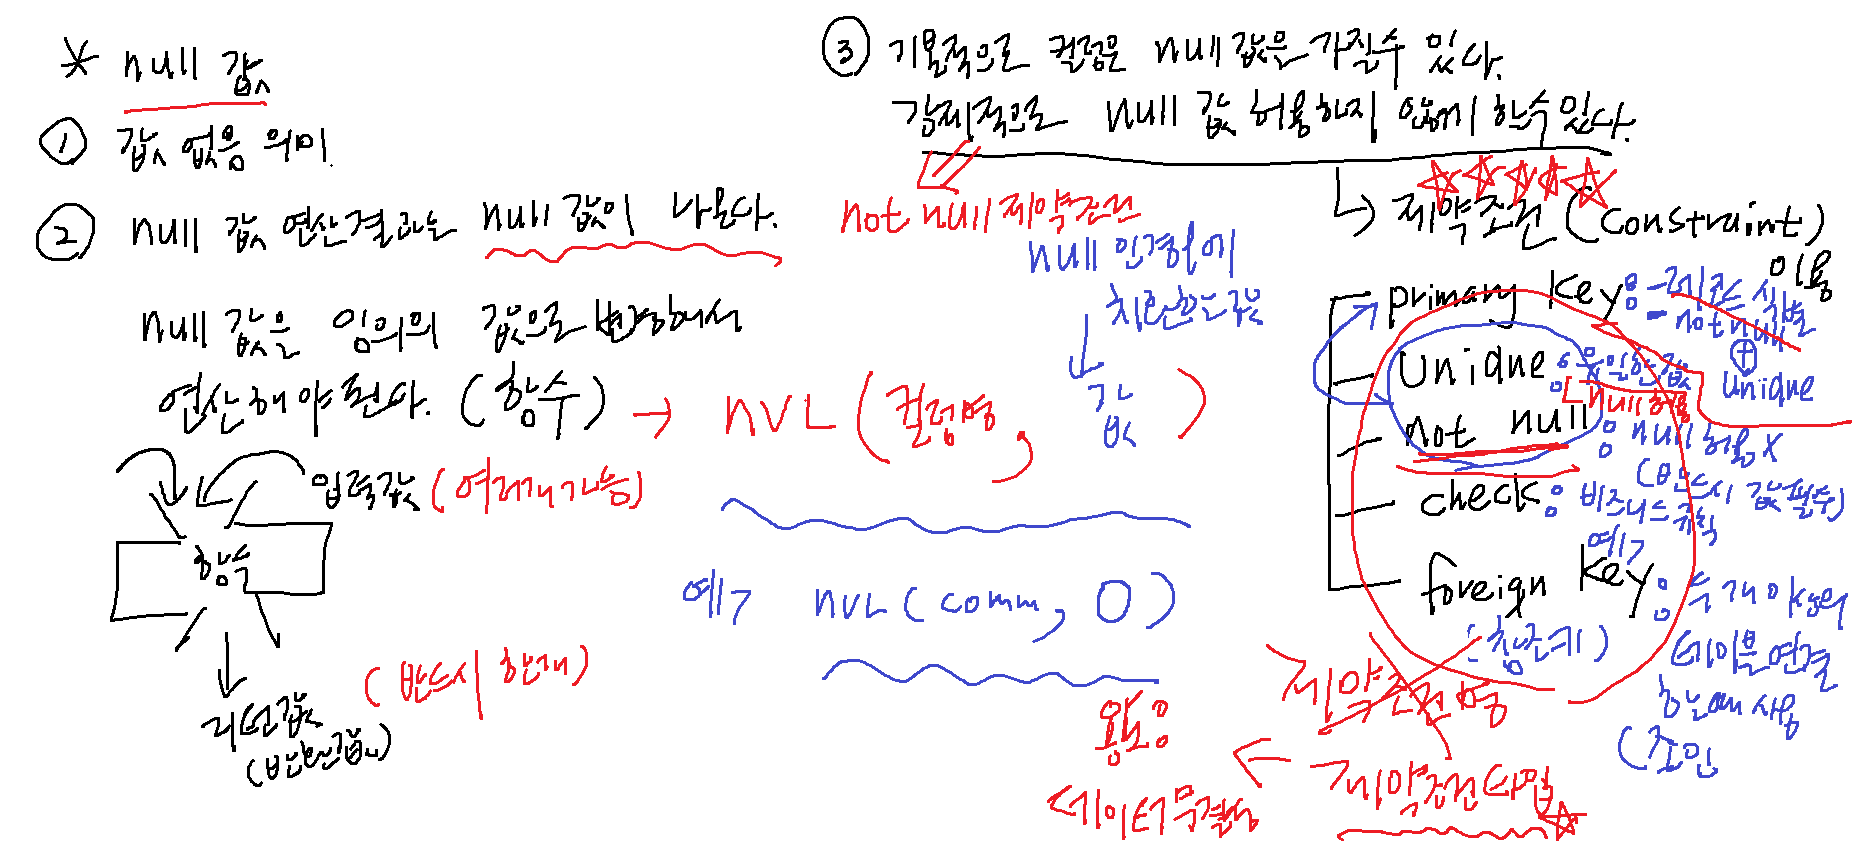 * null 값
① 값 없음 의미.
② null 값 연산결과는 null 값이 나온다.
null 값을 임의의 값으로 변경해서
연산해야 된다. (함수) → NVL (컬럼명, 값)
null 인경우에
치환하는 값
입력값 (여러개가능)
함수
리턴값 (반드시 한개)
(반환값)
예> NVL (comm, 0)
③ 기본적으로 컬럼은 null 값은 가질수 있다.
강제적으로 null 값 허용하지 않게 할수있다.
not null 제약조건
↳ 제약조건 (constraint)
이용
primary key : - 레코드 식별
- not null
⊕
unique
unique : 유일한 값
null 허용
not null : null 허용 X
(반드시 값 필수)
check : 비즈니스 규칙
예>
foreign key : 두 개 이상의
(참조키) 테이블 연결
할 때 사용
(조인
제약조건명
제약조건타입
용도:
데이터무결성